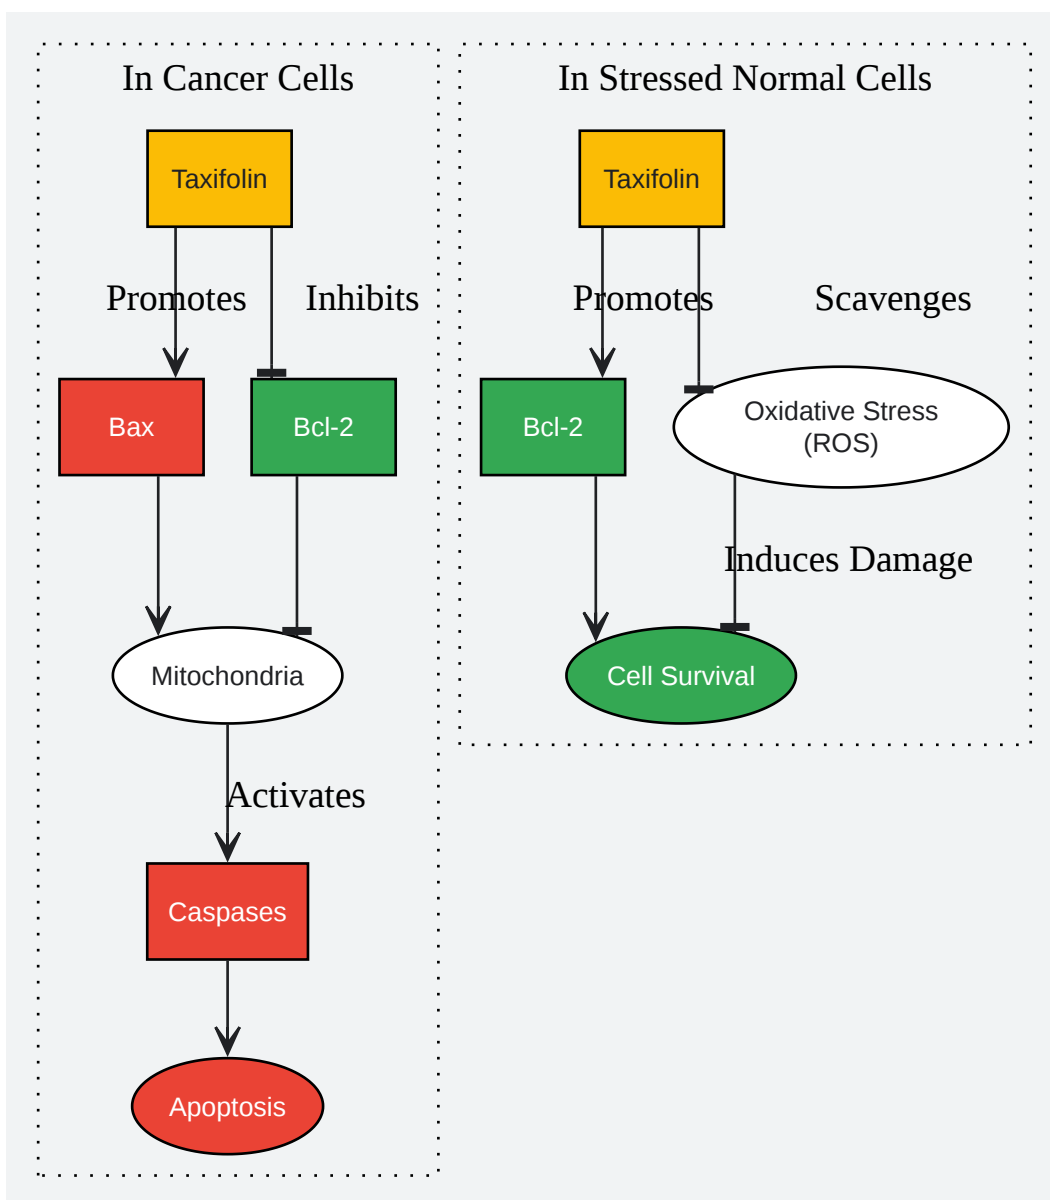 In Cancer Cells
Taxifolin
Promotes
Inhibits
Bax
Bcl-2
Mitochondria
Activates
Caspases
Apoptosis
In Stressed Normal Cells
Taxifolin
Promotes
Scavenges
Bcl-2
Oxidative Stress
(ROS)
Induces Damage
Cell Survival